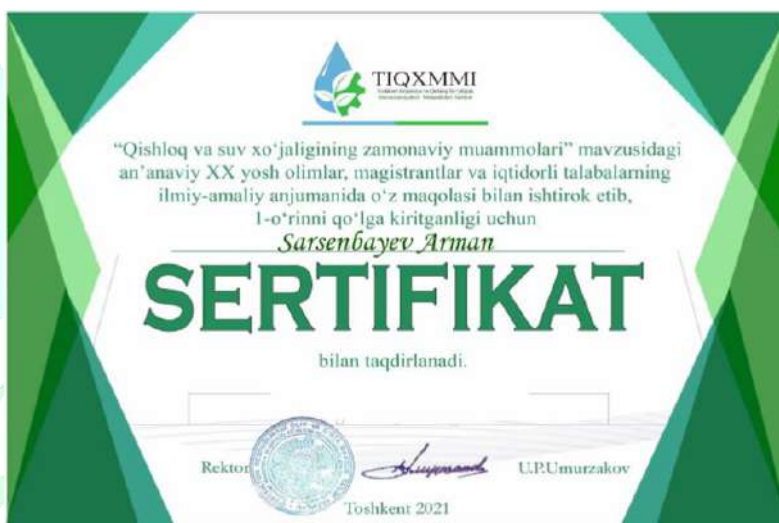 TIQXMMI
“Qishloq va suv xo‘jaligining zamonaviy muammolari” mavzusidagi
an’anaviy XX yosh olimlar, magistrantlar va iqtidorli talabalarning
ilmiy-amaliy anjumanida o‘z maqolasi bilan ishtirok etib,
1-o‘rinni qo‘lga kiritganligi uchun
Sarsenbayev Arman
SERTIFIKAT
bilan taqdirlanadi.
Rektor U.P.Umurzakov
Toshkent 2021